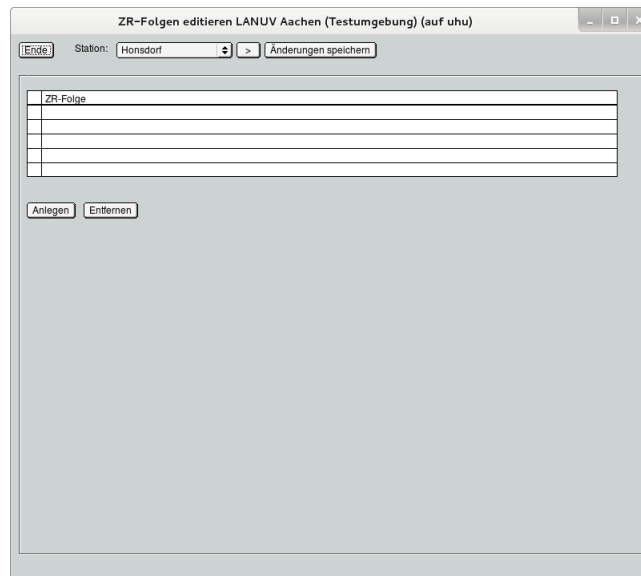 ZR-Folgen editieren LANUV Aachen (Testumgebung) (auf uhu)
Ende Station: Honsdorf > Änderungen speichern
ZR-Folge
Anlegen Entfernen